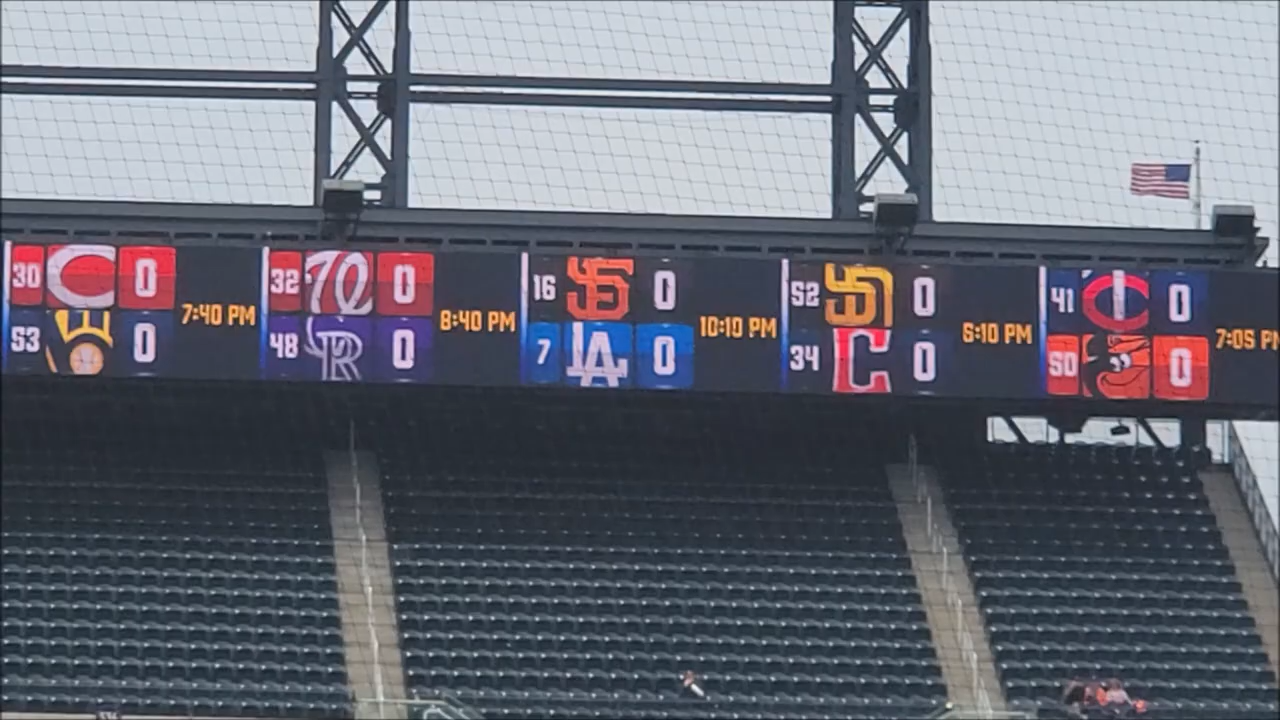 30 C 0
53 0
7:40 PM
32 W 0
48 CR 0
8:40 PM
16 SF 0
7 LA 0
10:10 PM
52 SD 0
34 C 0
6:10 PM
41 C 0
50 0
7:05 PM